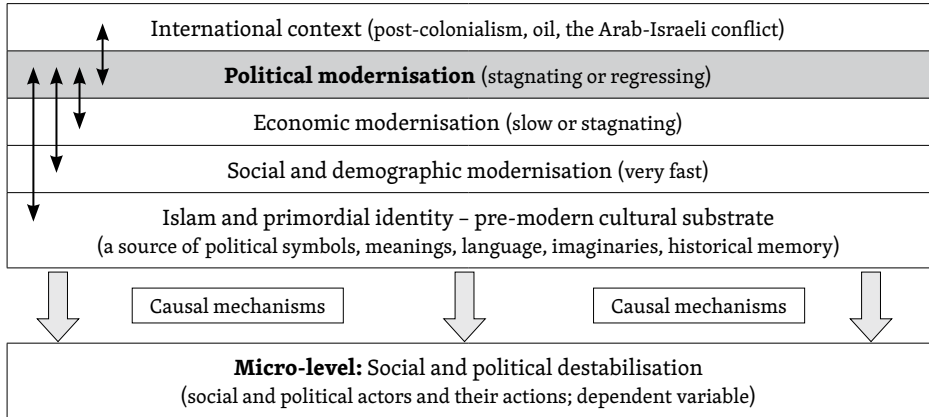 International context (post-colonialism, oil, the Arab-Israeli conflict)
Political modernisation (stagnating or regressing)
Economic modernisation (slow or stagnating)
Social and demographic modernisation (very fast)
Islam and primordial identity – pre-modern cultural substrate
(a source of political symbols, meanings, language, imaginaries, historical memory)
Causal mechanisms
Causal mechanisms
Micro-level: Social and political destabilisation
(social and political actors and their actions; dependent variable)